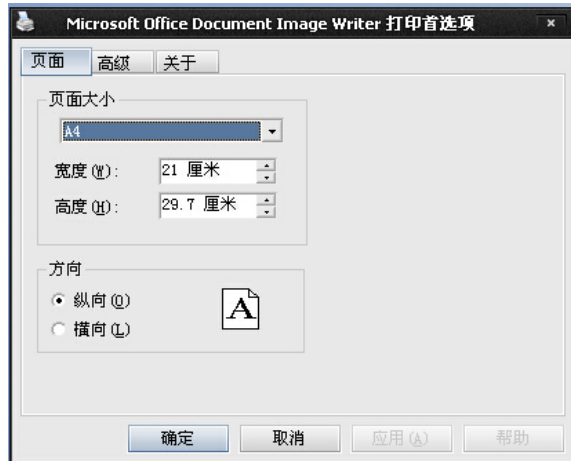 Microsoft Office Document Image Writer 打印首选项
页面 高级 关于
页面大小
A4
宽度(W): 21 厘米
高度(H): 29.7 厘米
方向
纵向(O)
A
横向(L)
确定 取消 应用(A) 帮助